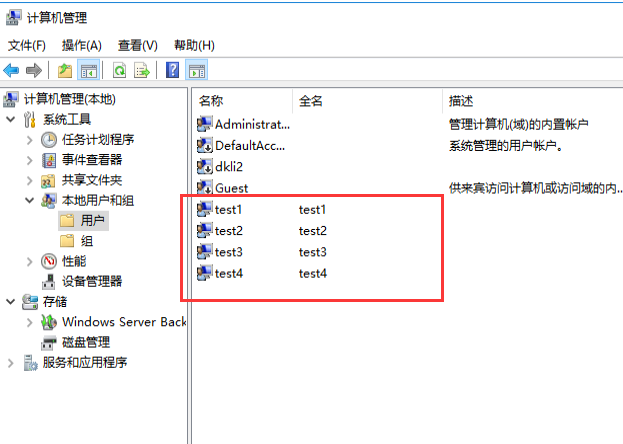 计算机管理
文件(F) 操作(A) 查看(V) 帮助(H)
计算机管理(本地)
系统工具
任务计划程序
事件查看器
共享文件夹
本地用户和组
用户
组
性能
设备管理器
存储
Windows Server Back
磁盘管理
服务和应用程序
名称 全名 描述
Administrat... 管理计算机(域)的内置帐户
DefaultAcc... 系统管理的用户帐户。
dkli2
Guest 供来宾访问计算机或访问域的内...
test1 test1
test2 test2
test3 test3
test4 test4